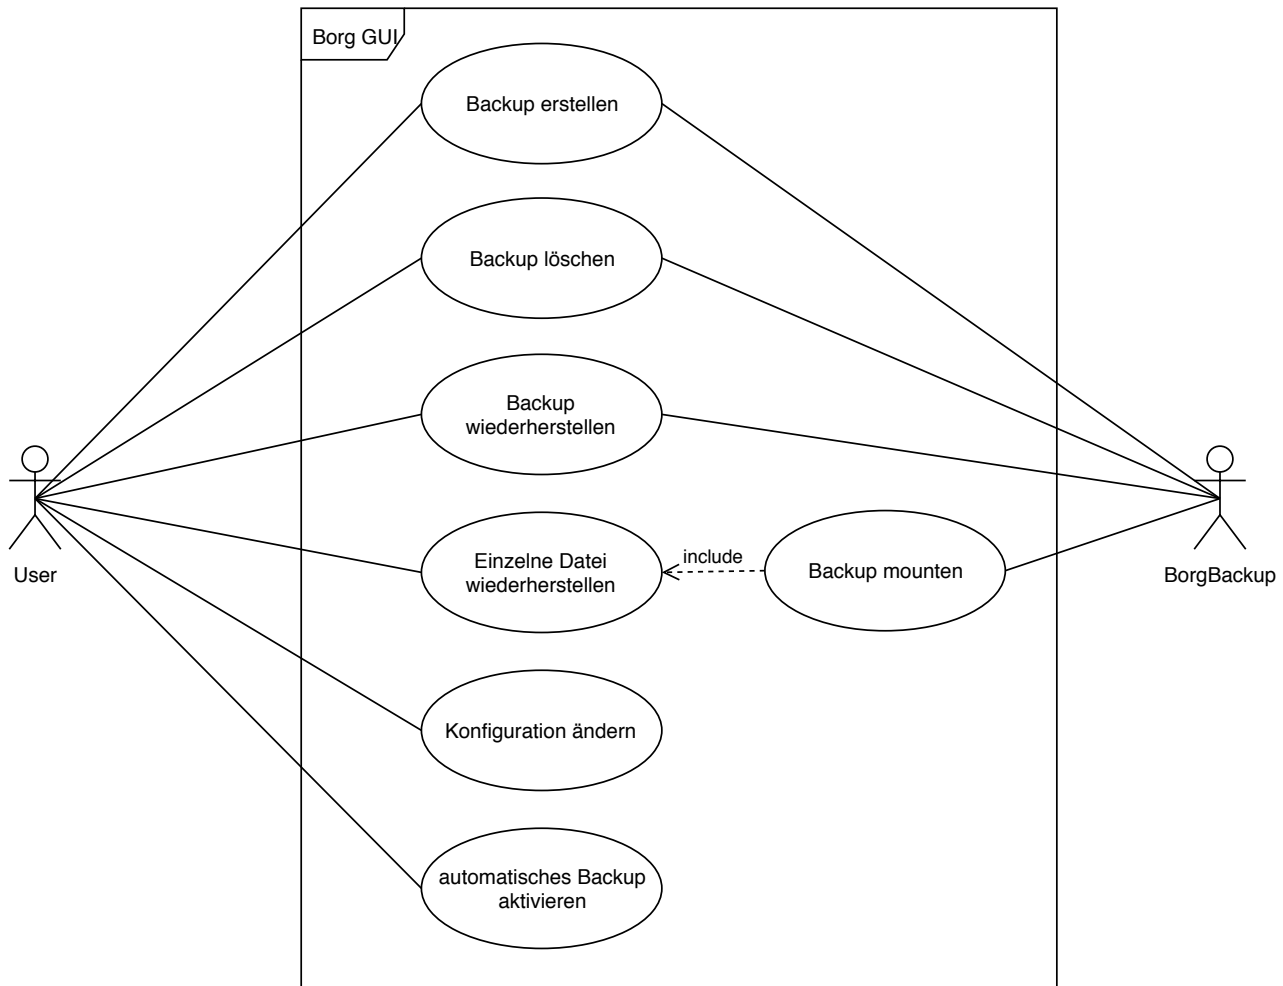 Borg GUI
Backup erstellen
Backup löschen
Backup
wiederherstellen
Einzelne Datei
wiederherstellen
include
Backup mounten
User
BorgBackup
Konfiguration ändern
automatisches Backup
aktivieren